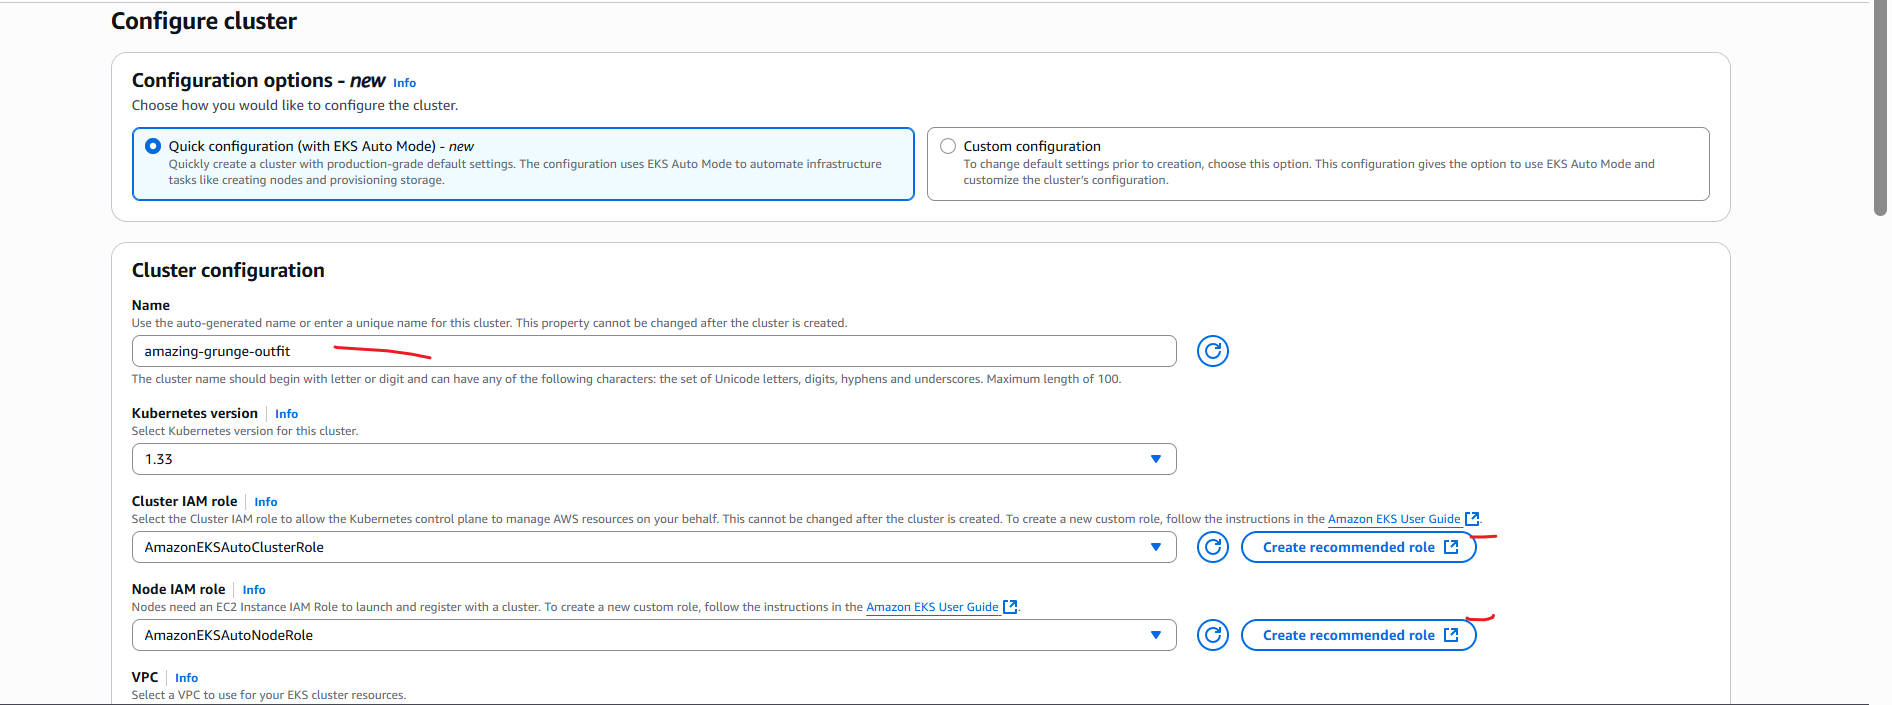 Configure cluster
Configuration options - new Info
Choose how you would like to configure the cluster.
Quick configuration (with EKS Auto Mode) - new
Quickly create a cluster with production-grade default settings. The configuration uses EKS Auto Mode to automate infrastructure
tasks like creating nodes and provisioning storage.
Custom configuration
To change default settings prior to creation, choose this option. This configuration gives the option to use EKS Auto Mode and
customize the cluster's configuration.
Cluster configuration
Name
Use the auto-generated name or enter a unique name for this cluster. This property cannot be changed after the cluster is created.
amazing-grunge-outfit
The cluster name should begin with letter or digit and can have any of the following characters: the set of Unicode letters, digits, hyphens and underscores. Maximum length of 100.
Kubernetes version Info
Select Kubernetes version for this cluster.
1.33
Cluster IAM role Info
Select the Cluster IAM role to allow the Kubernetes control plane to manage AWS resources on your behalf. This cannot be changed after the cluster is created. To create a new custom role, follow the instructions in the Amazon EKS User Guide.
AmazonEKSAutoClusterRole Create recommended role
Node IAM role Info
Nodes need an EC2 Instance IAM Role to launch and register with a cluster. To create a new custom role, follow the instructions in the Amazon EKS User Guide.
AmazonEKSAutoNodeRole Create recommended role
VPC Info
Select a VPC to use for your EKS cluster resources.